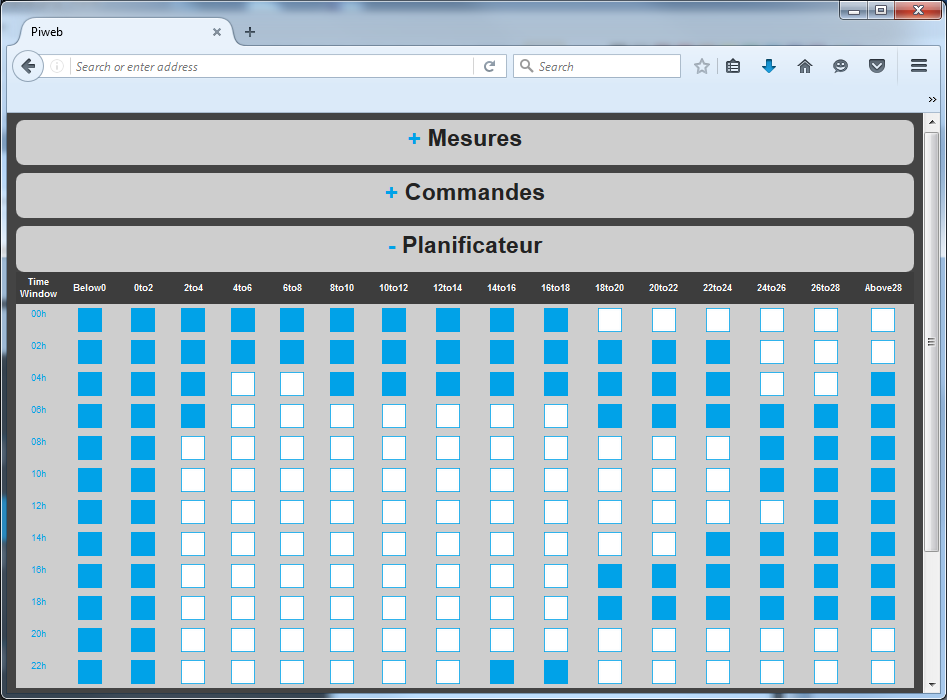 Piweb
Search or enter address
Search
+ Mesures
+ Commandes
- Planificateur
Time Window Below0 0to2 2to4 4to6 6to8 8to10 10to12 12to14 14to16 16to18 18to20 20to22 22to24 24to26 26to28 Above28
00h
02h
04h
06h
08h
10h
12h
14h
16h
18h
20h
22h